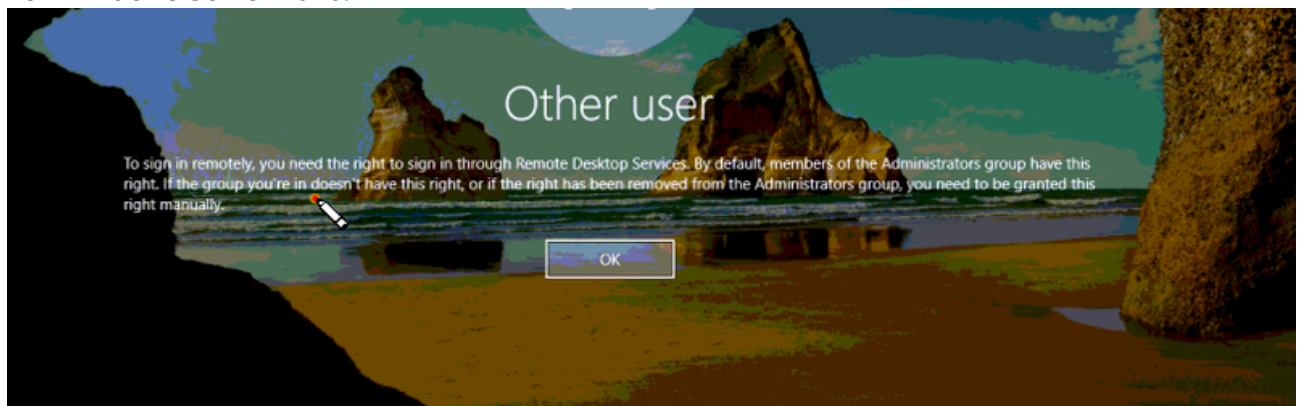 Other user
To sign in remotely, you need the right to sign in through Remote Desktop Services. By default, members of the Administrators group have this
right. If the group you're in doesn't have this right, or if the right has been removed from the Administrators group, you need to be granted this
right manually.
OK